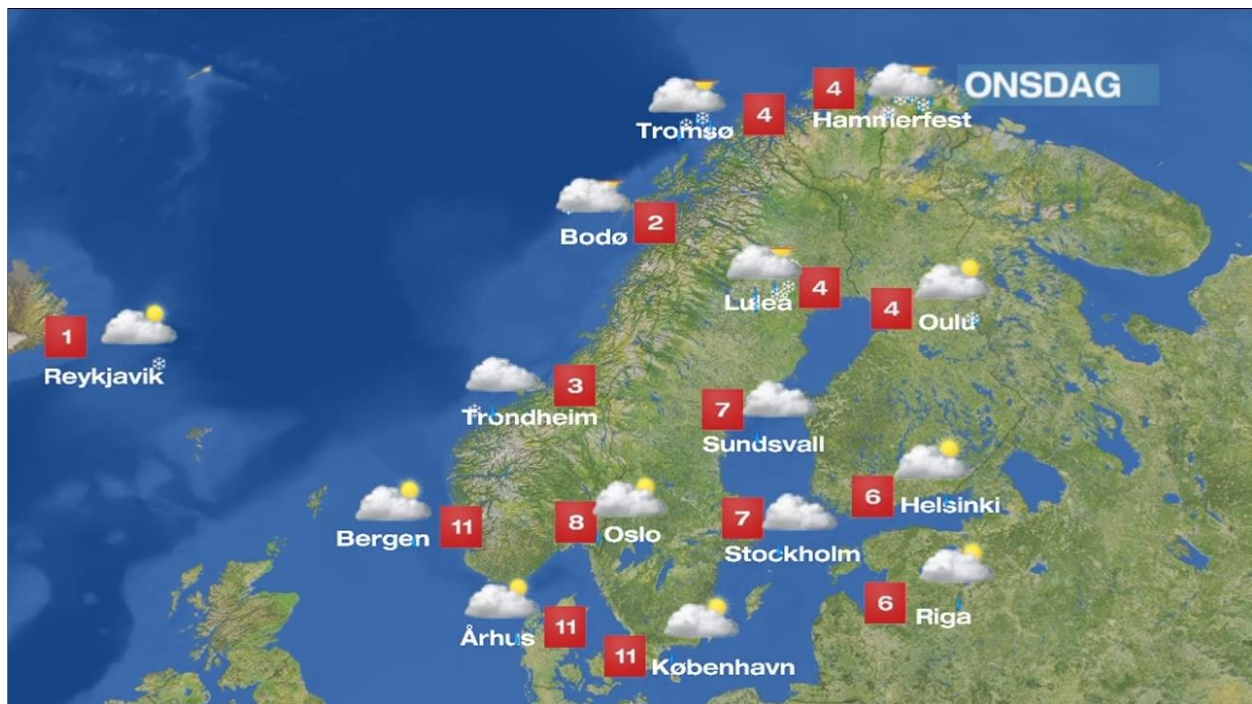 ONSDAG
4
Hammerfest
4
Tromsø
2
Bodø
4
Luleå
4
Oulu
1
Reykjavik
3
Trondheim
7
Sundsvall
6
Helsinki
11
Bergen
8
Oslo
7
Stockholm
6
Riga
11
Århus
11
København